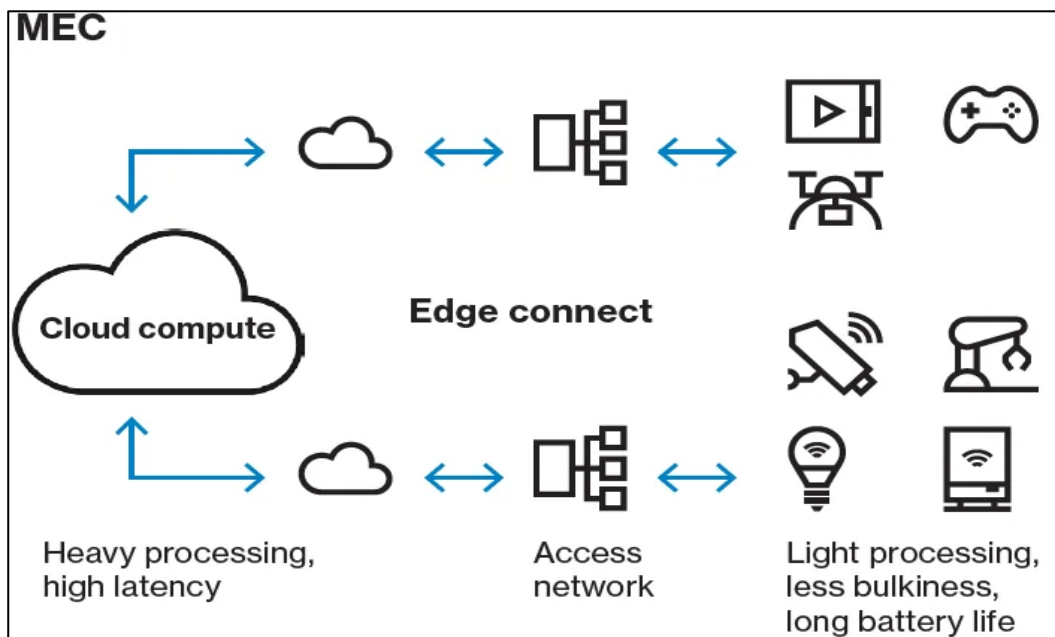 MEC
Cloud compute
Edge connect
Heavy processing,
high latency
Access
network
Light processing,
less bulkiness,
long battery life